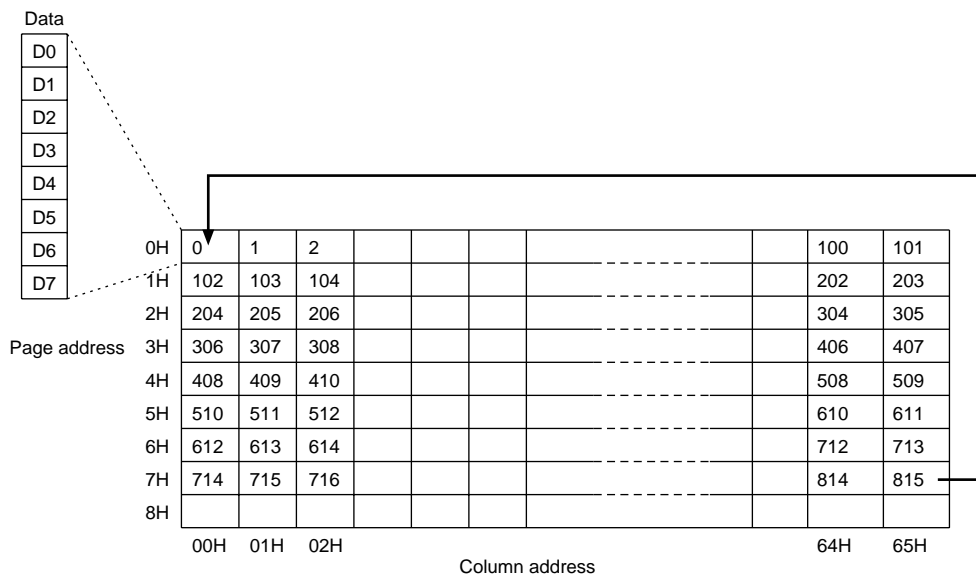 Data
D0
D1
D2
D3
D4
D5
D6
D7
Page address
0H 0 1 2 100 101
1H 102 103 104 202 203
2H 204 205 206 304 305
3H 306 307 308 406 407
4H 408 409 410 508 509
5H 510 511 512 610 611
6H 612 613 614 712 713
7H 714 715 716 814 815
8H
00H 01H 02H 64H 65H
Column address